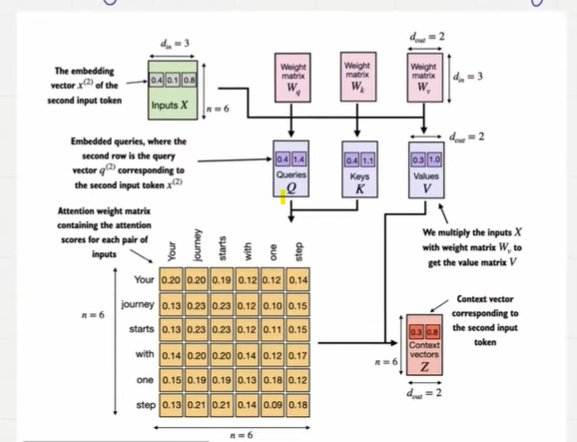 d_in = 3
d_out = 2
The embedding
vector x^(2) of the
second input token
0.4 0.1 0.8
Inputs X
n = 6
Weight
matrix
W_q
Weight
matrix
W_k
Weight
matrix
W_v
d_in = 3
d_out = 2
Embedded queries, where the
second row is the query
vector q^(2) corresponding to
the second input token x^(2)
0.4 1.4
Queries
Q
0.4 1.1
Keys
K
0.3 1.0
Values
V
Attention weight matrix
containing the attention
scores for each pair of
inputs
We multiply the inputs X
with weight matrix W_v to
get the value matrix V
Your journey starts with one step
Your 0.20 0.20 0.19 0.12 0.12 0.14
journey 0.13 0.23 0.23 0.12 0.10 0.15
starts 0.13 0.23 0.23 0.12 0.11 0.15
with 0.14 0.20 0.20 0.14 0.12 0.17
one 0.15 0.19 0.19 0.13 0.18 0.12
step 0.13 0.21 0.21 0.14 0.09 0.18
n = 6
n = 6
Context vector
corresponding to
the second input
token
0.3 0.8
Context
vectors
Z
n = 6
d_out = 2